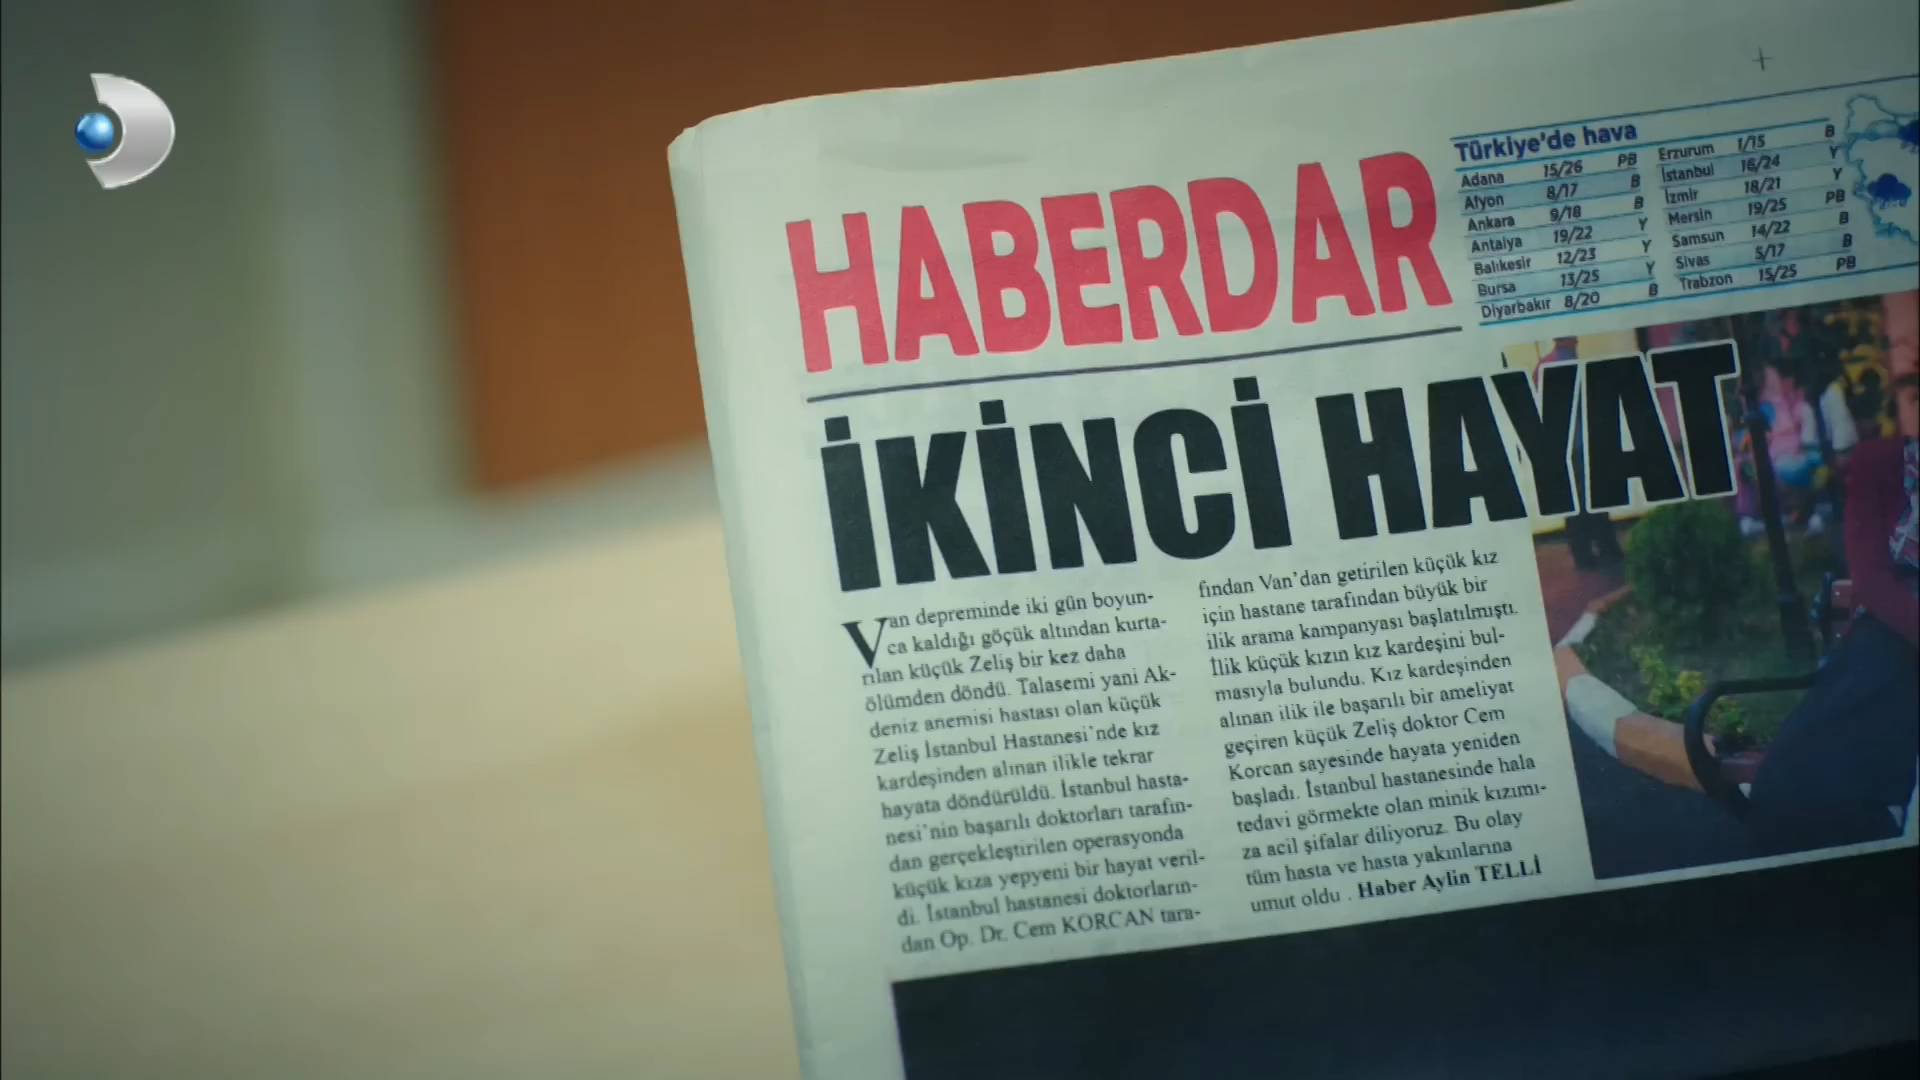 HABERDAR
Türkiye'de hava
Adana 15/26 PB
Afyon 8/17 B
Ankara 9/18 B
Antalya 19/22 Y
Balıkesir 12/23 Y
Bursa 13/25 Y
Diyarbakır 8/20 B
Erzurum 1/15 B
İstanbul 16/24 Y
İzmir 18/21 Y
Mersin 19/25 PB
Samsun 14/22 B
Sivas 5/17 B
Trabzon 15/25 PB
İKİNCİ HAYAT
Van depreminde iki gün boyun-
ca kaldığı göçük altından kurta-
rılan küçük Zeliş bir kez daha
ölümden döndü. Talasemi yani Ak-
deniz anemisi hastası olan küçük
Zeliş İstanbul Hastanesi'nde kız
kardeşinden alınan ilikle tekrar
hayata döndürüldü. İstanbul hasta-
nesi'nin başarılı doktorları tarafın-
dan gerçekleştirilen operasyonda
küçük kıza yepyeni bir hayat veril-
di. İstanbul hastanesi doktorların-
dan Op. Dr. Cem KORCAN tara-
fından Van'dan getirilen küçük kız
için hastane tarafından büyük bir
ilik arama kampanyası başlatılmıştı.
İlik küçük kızın kız kardeşini bul-
masıyla bulundu. Kız kardeşinden
alınan ilik ile başarılı bir ameliyat
geçiren küçük Zeliş doktor Cem
Korcan sayesinde hayata yeniden
başladı. İstanbul hastanesinde hala
tedavi görmekte olan minik kızımı-
za acil şifalar diliyoruz. Bu olay
tüm hasta ve hasta yakınlarına
umut oldu . Haber Aylin TELLİ